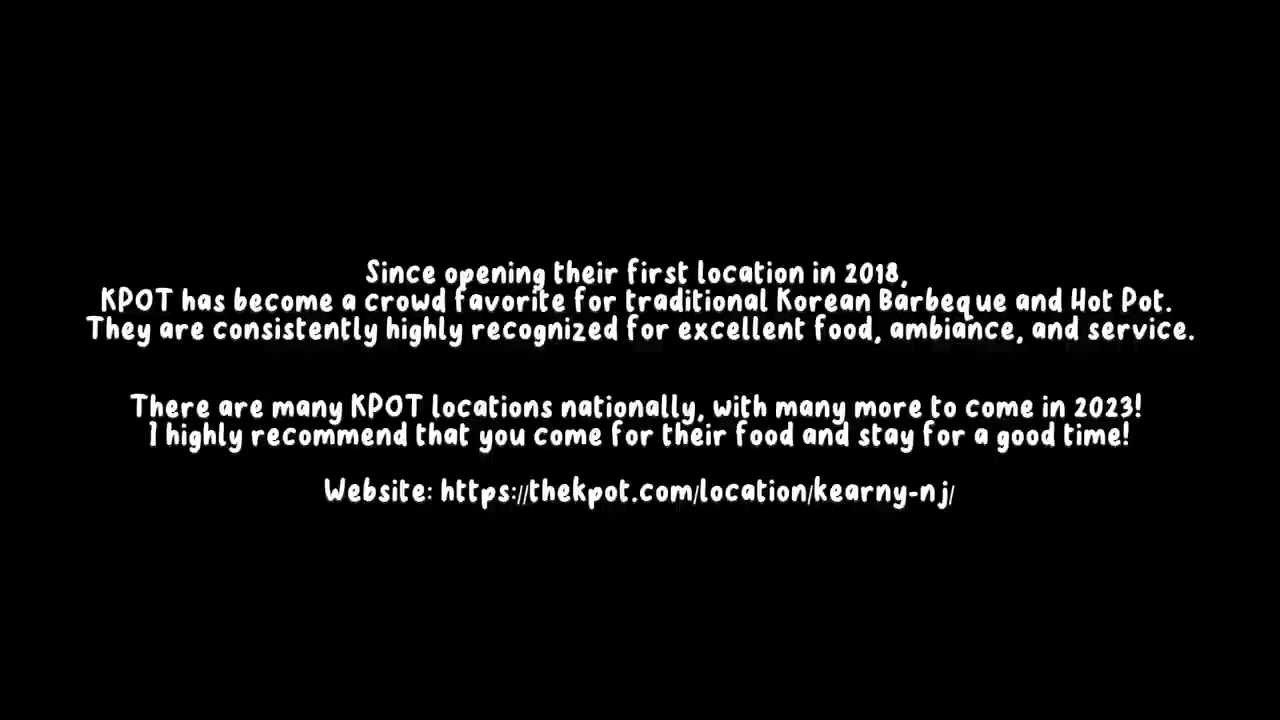 Since opening their first location in 2018,
KPOT has become a crowd favorite for traditional Korean Barbeque and Hot Pot.
They are consistently highly recognized for excellent food, ambiance, and service.
There are many KPOT locations nationally, with many more to come in 2023!
I highly recommend that you come for their food and stay for a good time!
Website: https://thekpot.com/location/kearny-nj/